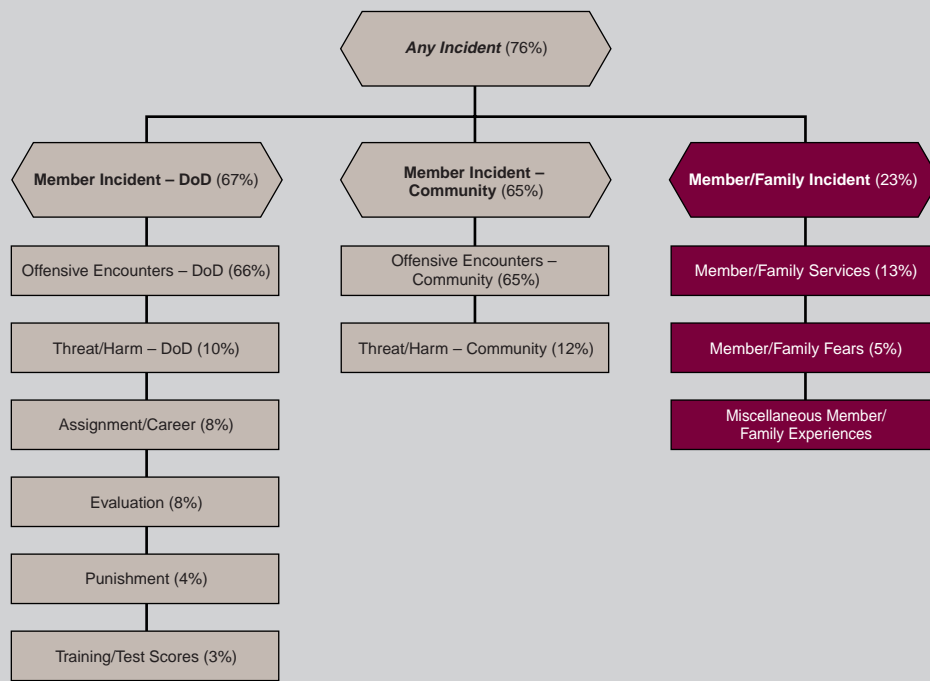 Any Incident (76%)
Member Incident – DoD (67%)
Offensive Encounters – DoD (66%)
Threat/Harm – DoD (10%)
Assignment/Career (8%)
Evaluation (8%)
Punishment (4%)
Training/Test Scores (3%)
Member Incident –
Community (65%)
Offensive Encounters –
Community (65%)
Threat/Harm – Community (12%)
Member/Family Incident (23%)
Member/Family Services (13%)
Member/Family Fears (5%)
Miscellaneous Member/
Family Experiences